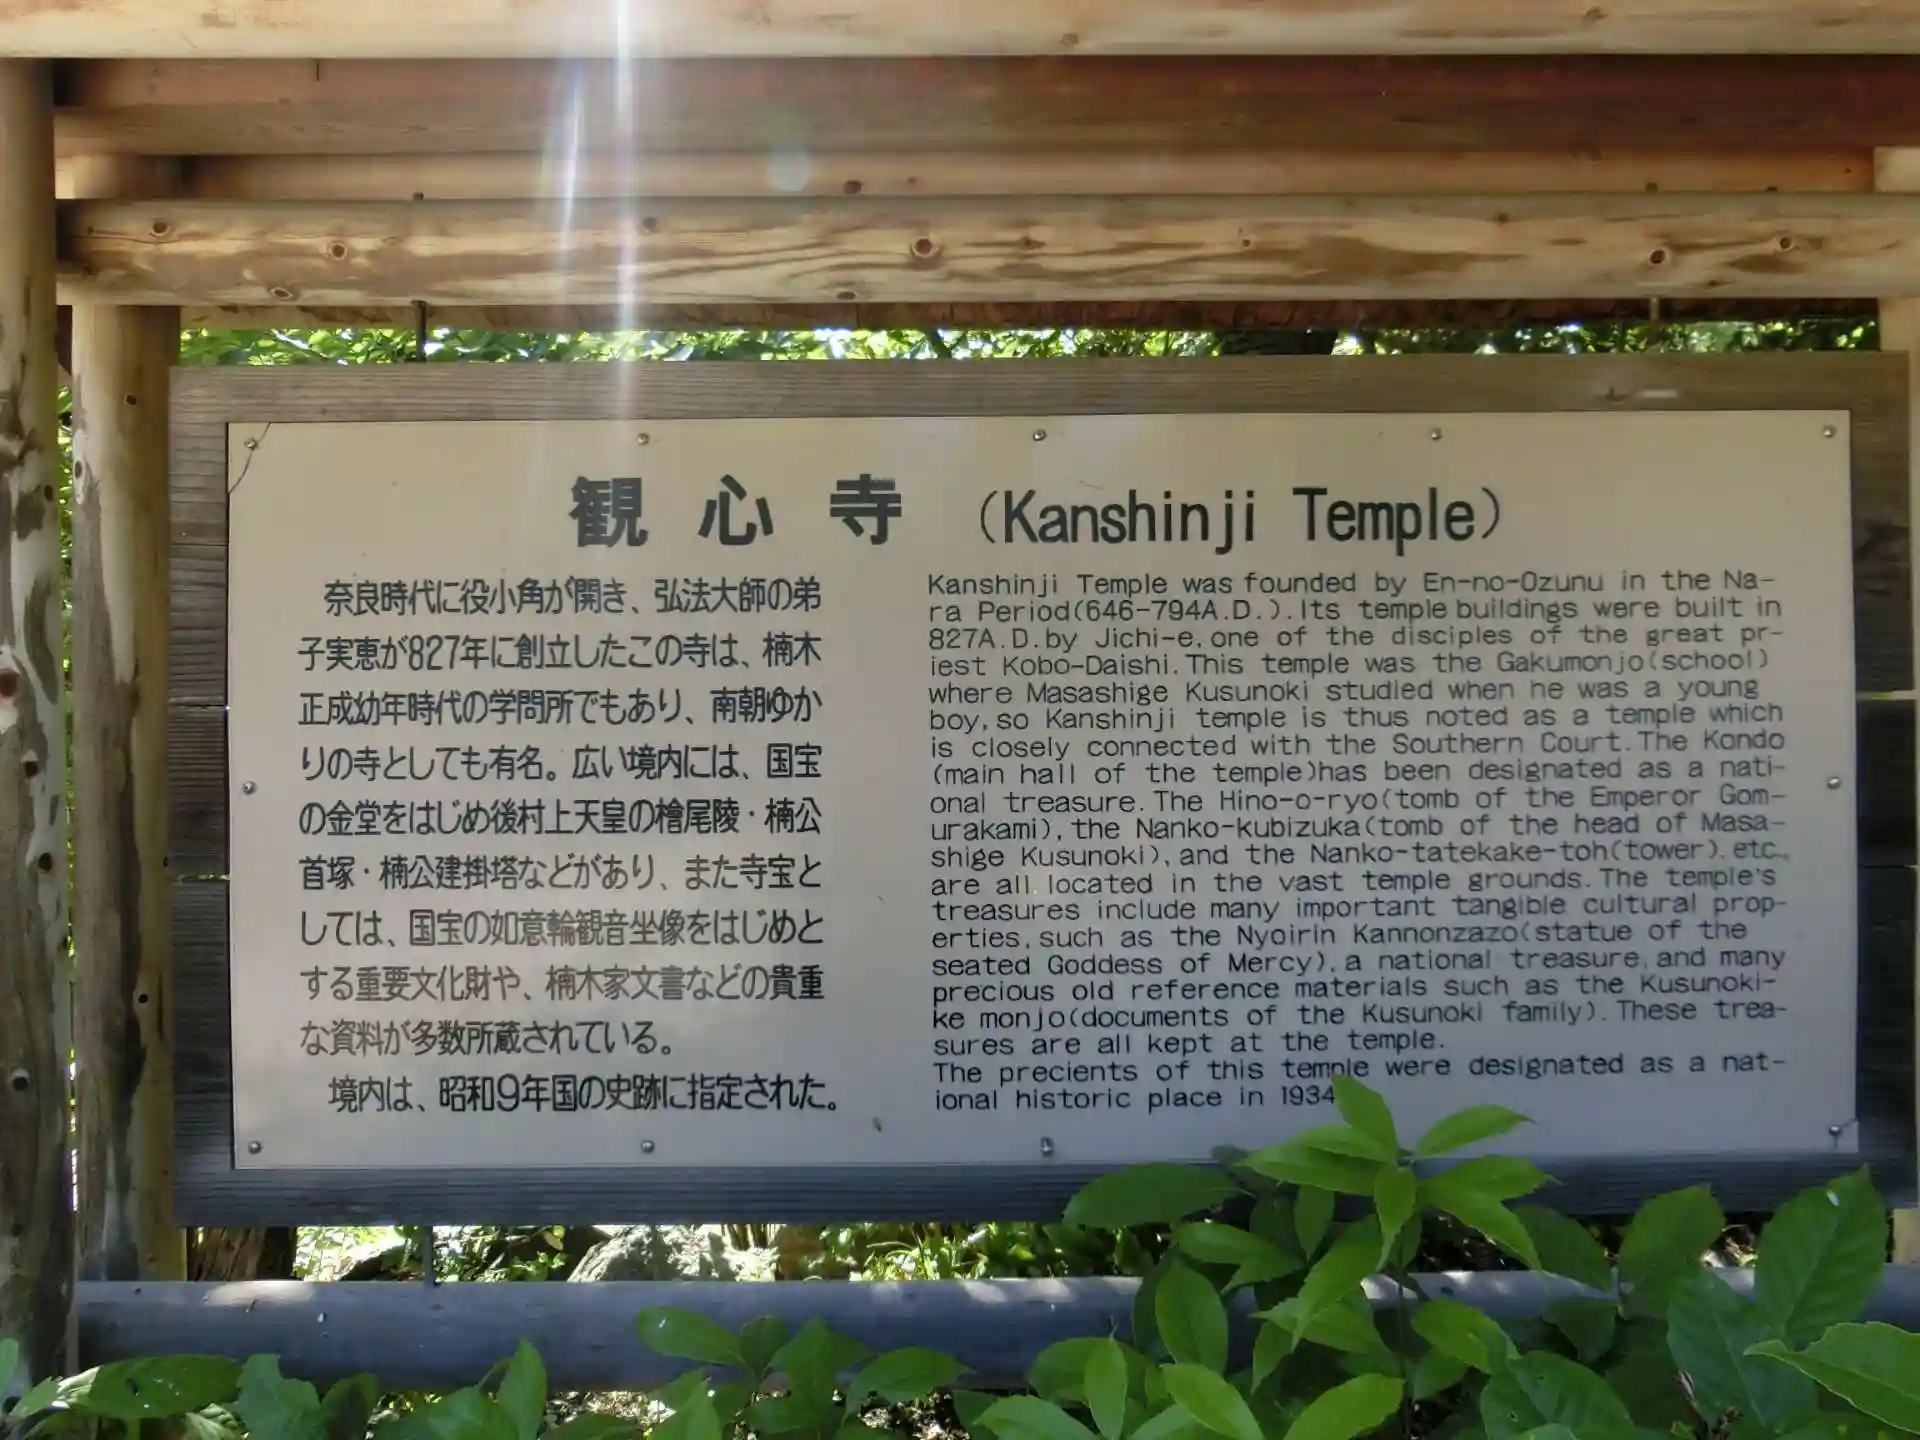 観心寺 (Kanshinji Temple)
奈良時代に役小角が開き、弘法大師の弟
子実恵が827年に創立したこの寺は、楠木
正成幼年時代の学問所でもあり、南朝ゆか
りの寺としても有名。広い境内には、国宝
の金堂をはじめ後村上天皇の檜尾陵・楠公
首塚・楠公建掛塔などがあり、また寺宝と
しては、国宝の如意輪観音坐像をはじめと
する重要文化財や、楠木家文書などの貴重
な資料が多数所蔵されている。
境内は、昭和9年国の史跡に指定された。
Kanshinji Temple was founded by En-no-Ozunu in the Na-
ra Period(646-794A.D.).Its temple buildings were built in
827A.D.by Jichi-e,one of the disciples of the great pr-
iest Kobo-Daishi.This temple was the Gakumonjo(school)
where Masashige Kusunoki studied when he was a young
boy,so Kanshinji temple is thus noted as a temple which
is closely connected with the Southern Court.The Kondo
(main hall of the temple)has been designated as a nati-
onal treasure.The Hino-o-ryo(tomb of the Emperor Gom-
urakami),the Nanko-kubizuka(tomb of the head of Masa-
shige Kusunoki),and the Nanko-tatekake-toh(tower).etc.,
are all located in the vast temple grounds.The temple's
treasures include many important tangible cultural prop-
erties,such as the Nyoirin Kannonzazo(statue of the
seated Goddess of Mercy),a national treasure,and many
precious old reference materials such as the Kusunoki-
ke monjo(documents of the Kusunoki family).These trea-
sures are all kept at the temple.
The precients of this temple were designated as a nat-
ional historic place in 1934